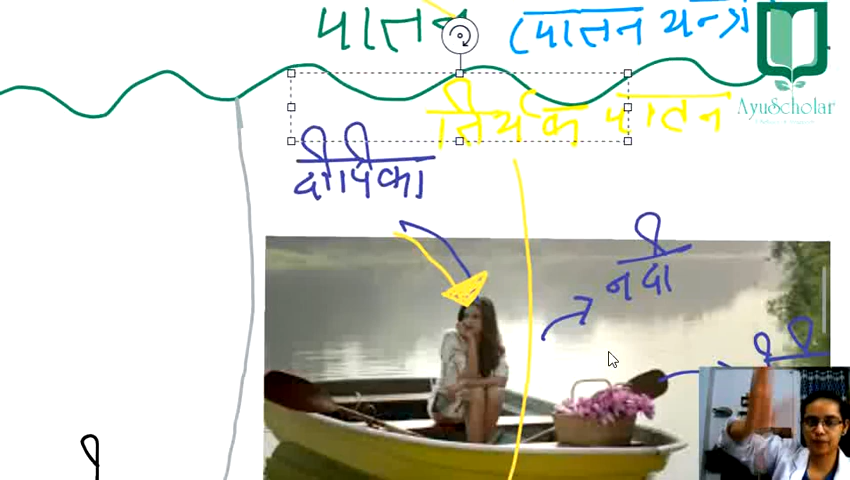 पातन (पातन यन्त्र)
तिर्यक पातन
दीपिका
नदी
AyuScholar